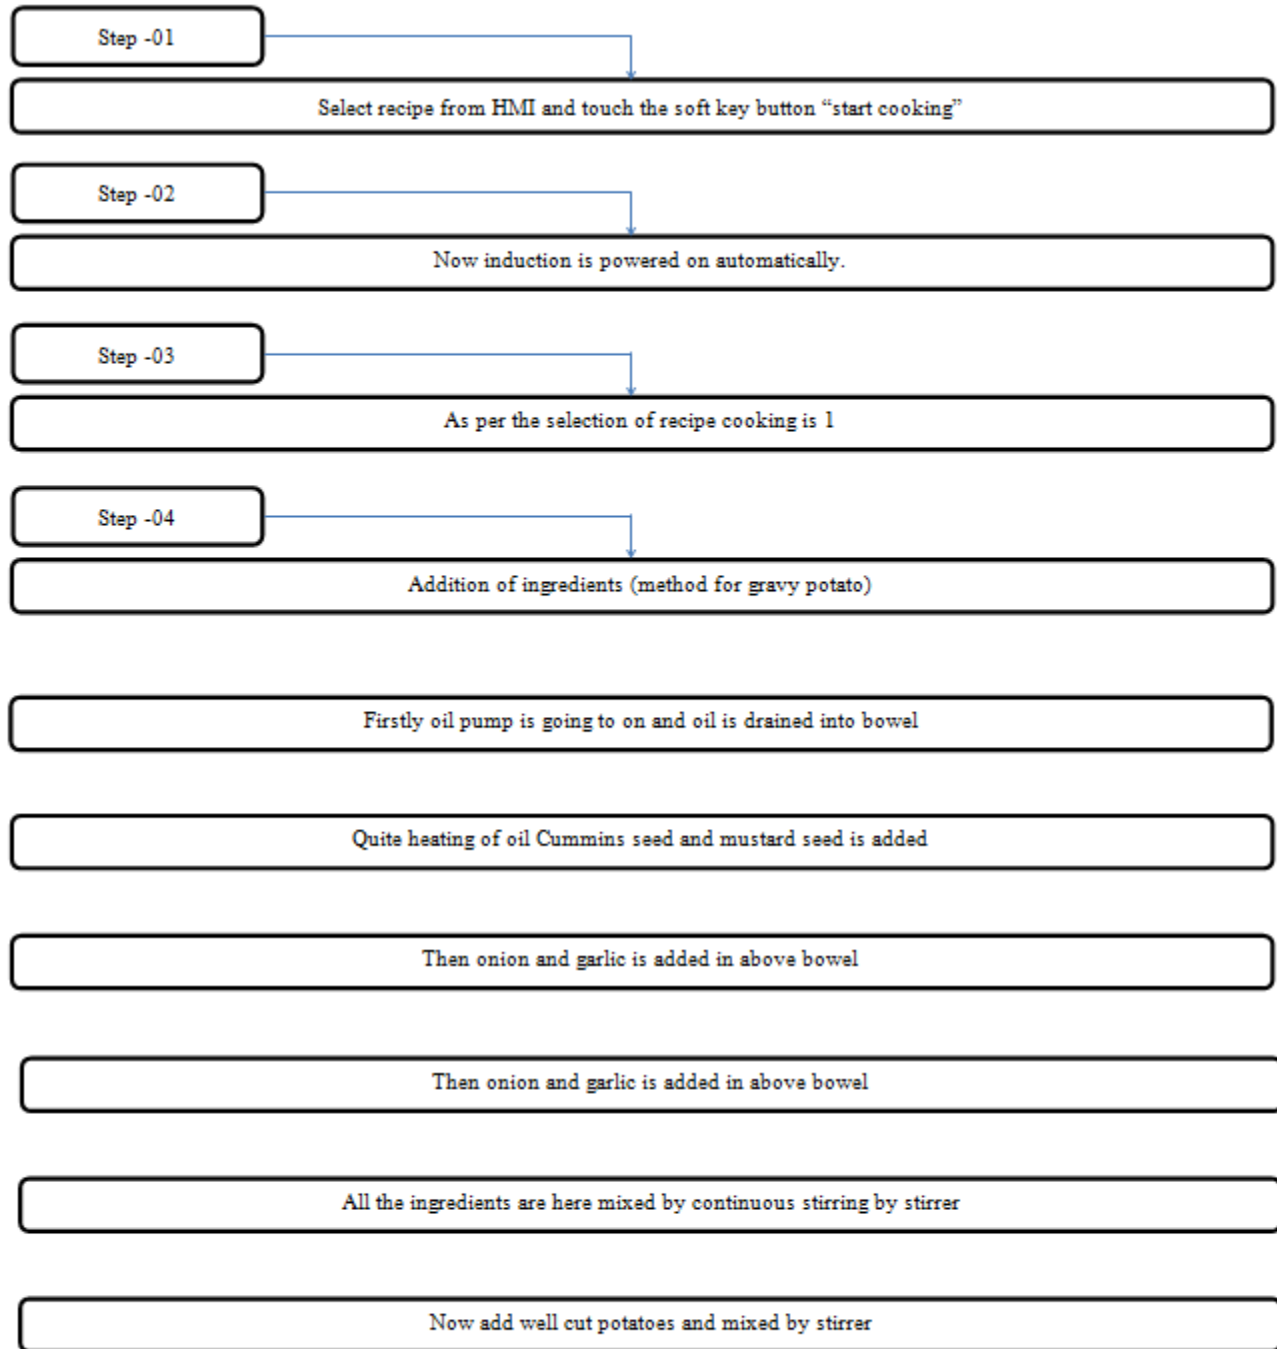 Step -01
Select recipe from HMI and touch the soft key button “start cooking”
Step -02
Now induction is powered on automatically.
Step -03
As per the selection of recipe cooking is 1
Step -04
Addition of ingredients (method for gravy potato)
Firstly oil pump is going to on and oil is drained into bowel
Quite heating of oil Cummins seed and mustard seed is added
Then onion and garlic is added in above bowel
Then onion and garlic is added in above bowel
All the ingredients are here mixed by continuous stirring by stirrer
Now add well cut potatoes and mixed by stirrer